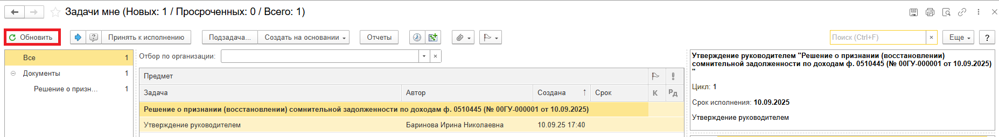 Задачи мне (Новых: 1 / Просроченных: 0 / Всего: 1)
Обновить Принять к исполнению Подзадача... Создать на основании Отчеты Поиск (Ctrl+F) × Еще ?
Все 1
Документы 1
Решение о призн... 1
Отбор по организации: ×
Предмет
Задача Автор Создана ↑ Срок К Рд
Решение о признании (восстановлении) сомнительной задолженности по доходам ф. 0510445 (№ 00ГУ-000001 от 10.09.2025)
Утверждение руководителем Баринова Ирина Николаевна 10.09.25 17:40
Утверждение руководителем "Решение о признании (восстановлении)
сомнительной задолженности по доходам ф. 0510445 (№ 00ГУ-000001 от 10.09.2025)
"
Цикл: 1
Срок исполнения: 10.09.2025
Утверждение руководителем